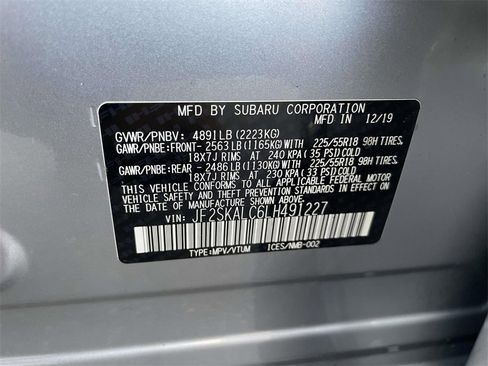 MFD. BY SUBARU CORPORATION
MFD IN 12/19
GVWR/PNBV: 4891LB(2223KG)
GAWR/PNBE:FRONT- 2563LB(1165KG)WITH 225/55R18 98H TIRES,
18X7J RIMS AT 240 KPA(35 PSI)COLD
GAWR/PNBE:REAR- 2486LB(1130KG)WITH 225/55R18 98H TIRES,
18X7J RIMS AT 230 KPA(33 PSI)COLD
THIS VEHICLE CONFORMS TO ALL APPLICABLE FEDERAL MOTOR
VEHICLE SAFETY AND THEFT PREVENTION STANDARDS IN EFFECT
ON THE DATE OF MANUFACTURE SHOWN ABOVE.
VIN: JF2SKALC6LH491227
TYPE:MPV/VTUM ICES/NMB-002